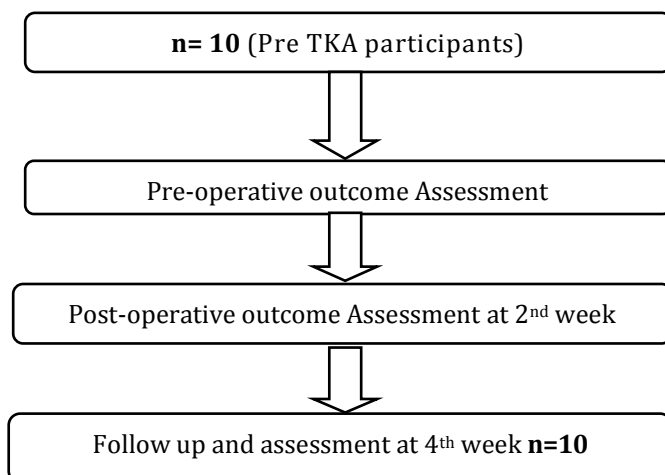 n= 10 (Pre TKA participants)
Pre-operative outcome Assessment
Post-operative outcome Assessment at 2nd week
Follow up and assessment at 4th week n=10